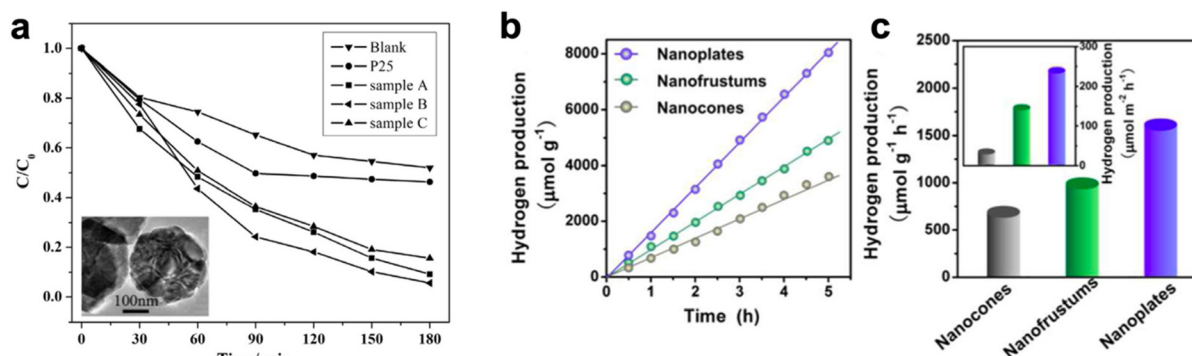 a
C/C₀
1.0
0.8
0.6
0.4
0.2
0.0
0
30
60
90
120
150
180
Blank
P25
sample A
sample B
sample C
100nm
b
Hydrogen production
(μmol g⁻¹)
8000
6000
4000
2000
0
Nanoplates
Nanofrustums
Nanocones
0
1
2
3
4
5
Time (h)
c
Hydrogen production
(μmol g⁻¹ h⁻¹)
2500
2000
1500
1000
500
0
300
200
100
0
Hydrogen production
(μmol m⁻² h⁻¹)
Nanocones
Nanofrustums
Nanoplates